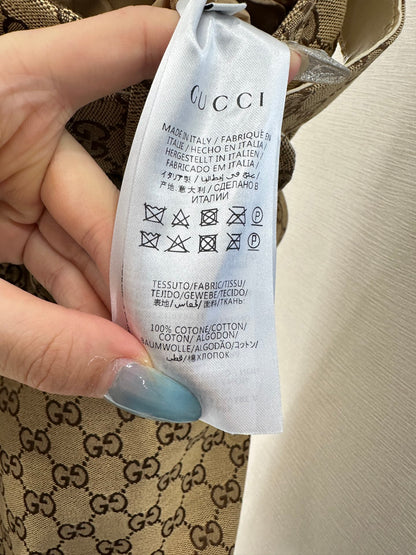 GUCCI
MADE IN ITALY / FABRIQUÉ EN
ITALIE / HECHO EN ITALIA /
HERGESTELLT IN ITALIEN /
FABRICADO EM ITÁLIA /
イタリア製 / صنع في إيطاليا /
产地: 意大利 / СДЕЛАНО В
ИТАЛИИ
P
P
TESSUTO/FABRIC/TISSU/
TEJIDO/GEWEBE/TECIDO/
表地/قماش/面料/ТКАНЬ
100% COTONE/COTTON/
COTON/ ALGODÓN/
BAUMWOLLE/ALGODÃO/コットン/
قطن/棉/ХЛОПОК